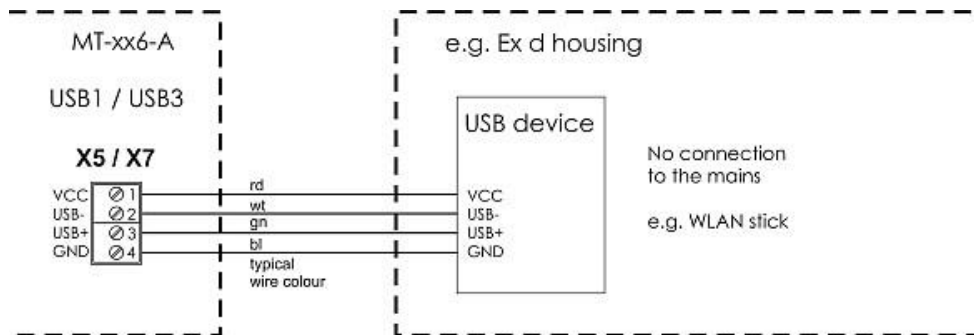 MT-xx6-A
USB1 / USB3
X5 / X7
VCC 1
USB- 2
USB+ 3
GND 4
rd
wt
gn
bl
typical
wire colour
e.g. Ex d housing
USB device
VCC
USB-
USB+
GND
No connection
to the mains
e.g. WLAN stick